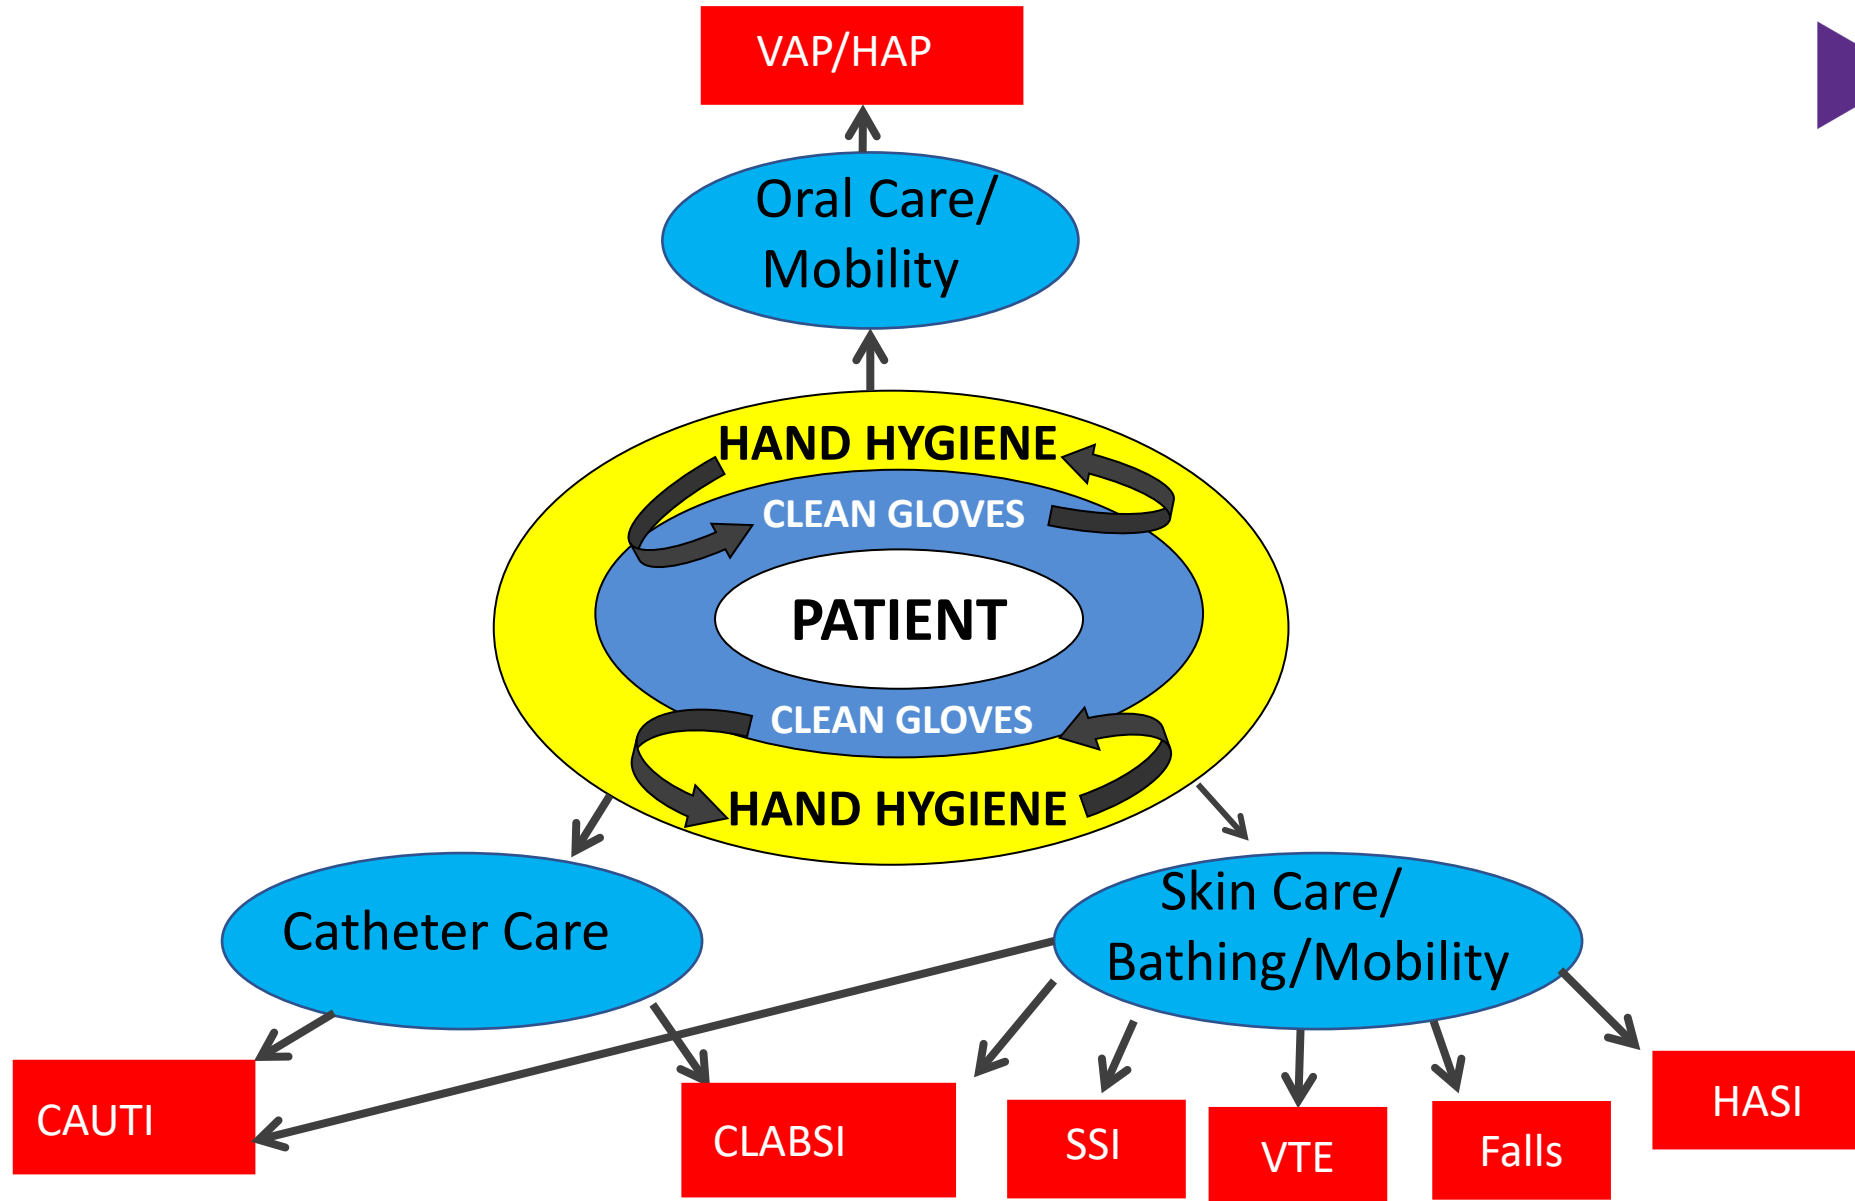 VAP/HAP
Oral Care/
Mobility
HAND HYGIENE
CLEAN GLOVES
PATIENT
CLEAN GLOVES
HAND HYGIENE
Catheter Care
Skin Care/
Bathing/Mobility
CAUTI
CLABSI
SSI
VTE
Falls
HASI